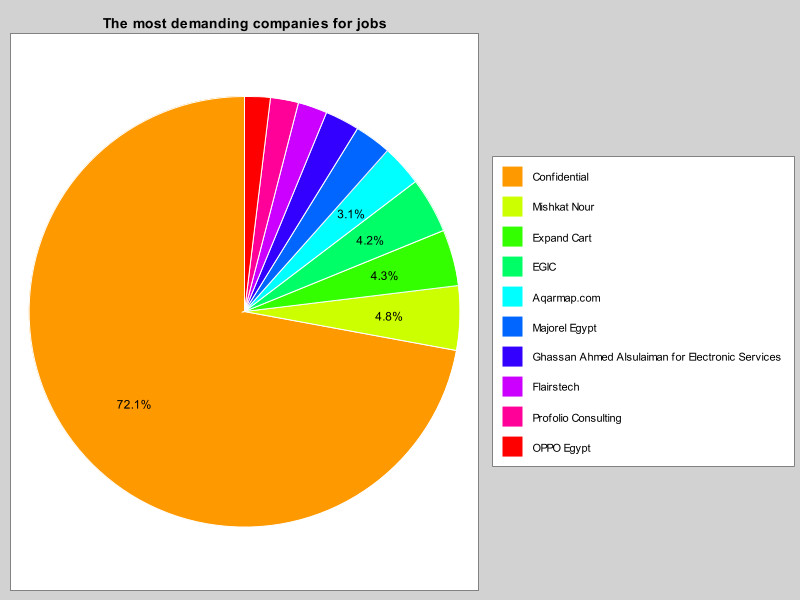 The most demanding companies for jobs
3.1%
4.2%
4.3%
4.8%
72.1%
Confidential
Mishkat Nour
Expand Cart
EGIC
Aqarmap.com
Majorel Egypt
Ghassan Ahmed Alsulaiman for Electronic Services
Flairstech
Profolio Consulting
OPPO Egypt